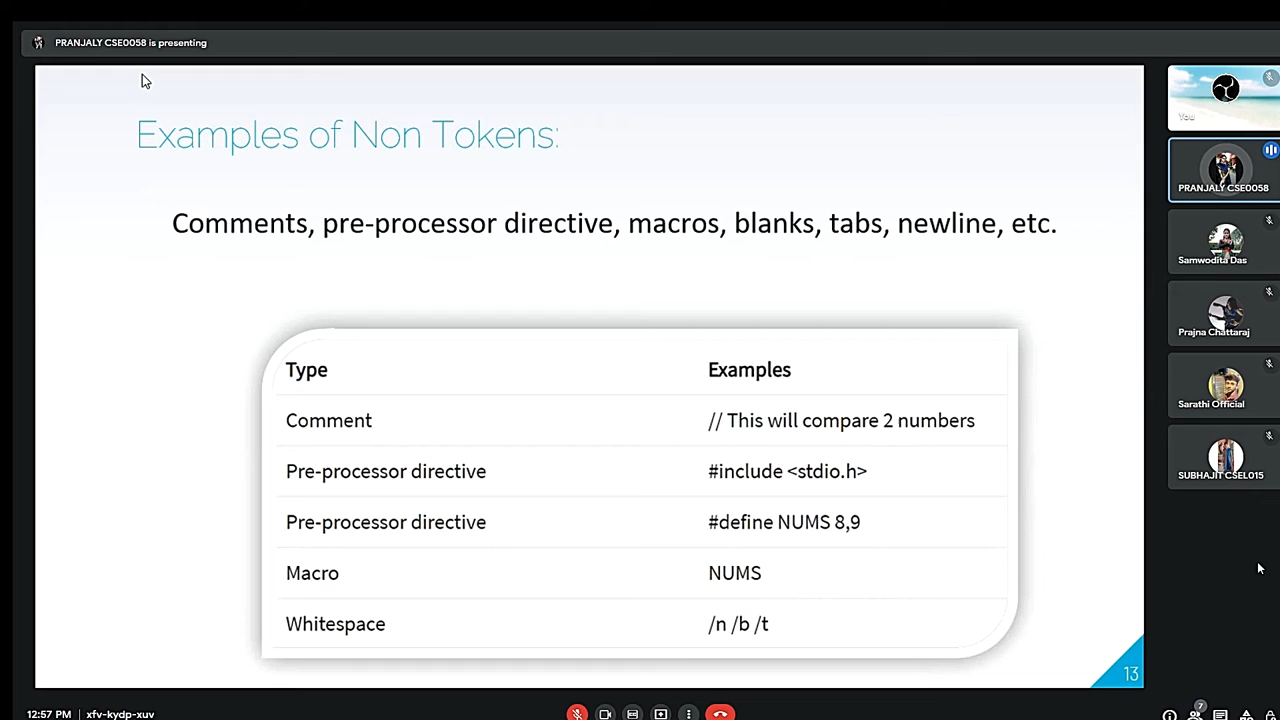 PRANJALY CSE0058 is presenting
Examples of Non Tokens:
Comments, pre-processor directive, macros, blanks, tabs, newline, etc.
Type Examples
Comment // This will compare 2 numbers
Pre-processor directive #include <stdio.h>
Pre-processor directive #define NUMS 8,9
Macro NUMS
Whitespace /n /b /t
13
You
PRANJALY CSE0058
Samwodita Das
Prajna Chattaraj
Sarathi Official
SUBHAJIT CSEL015
12:57 PM | xfv-kydp-xuv
7